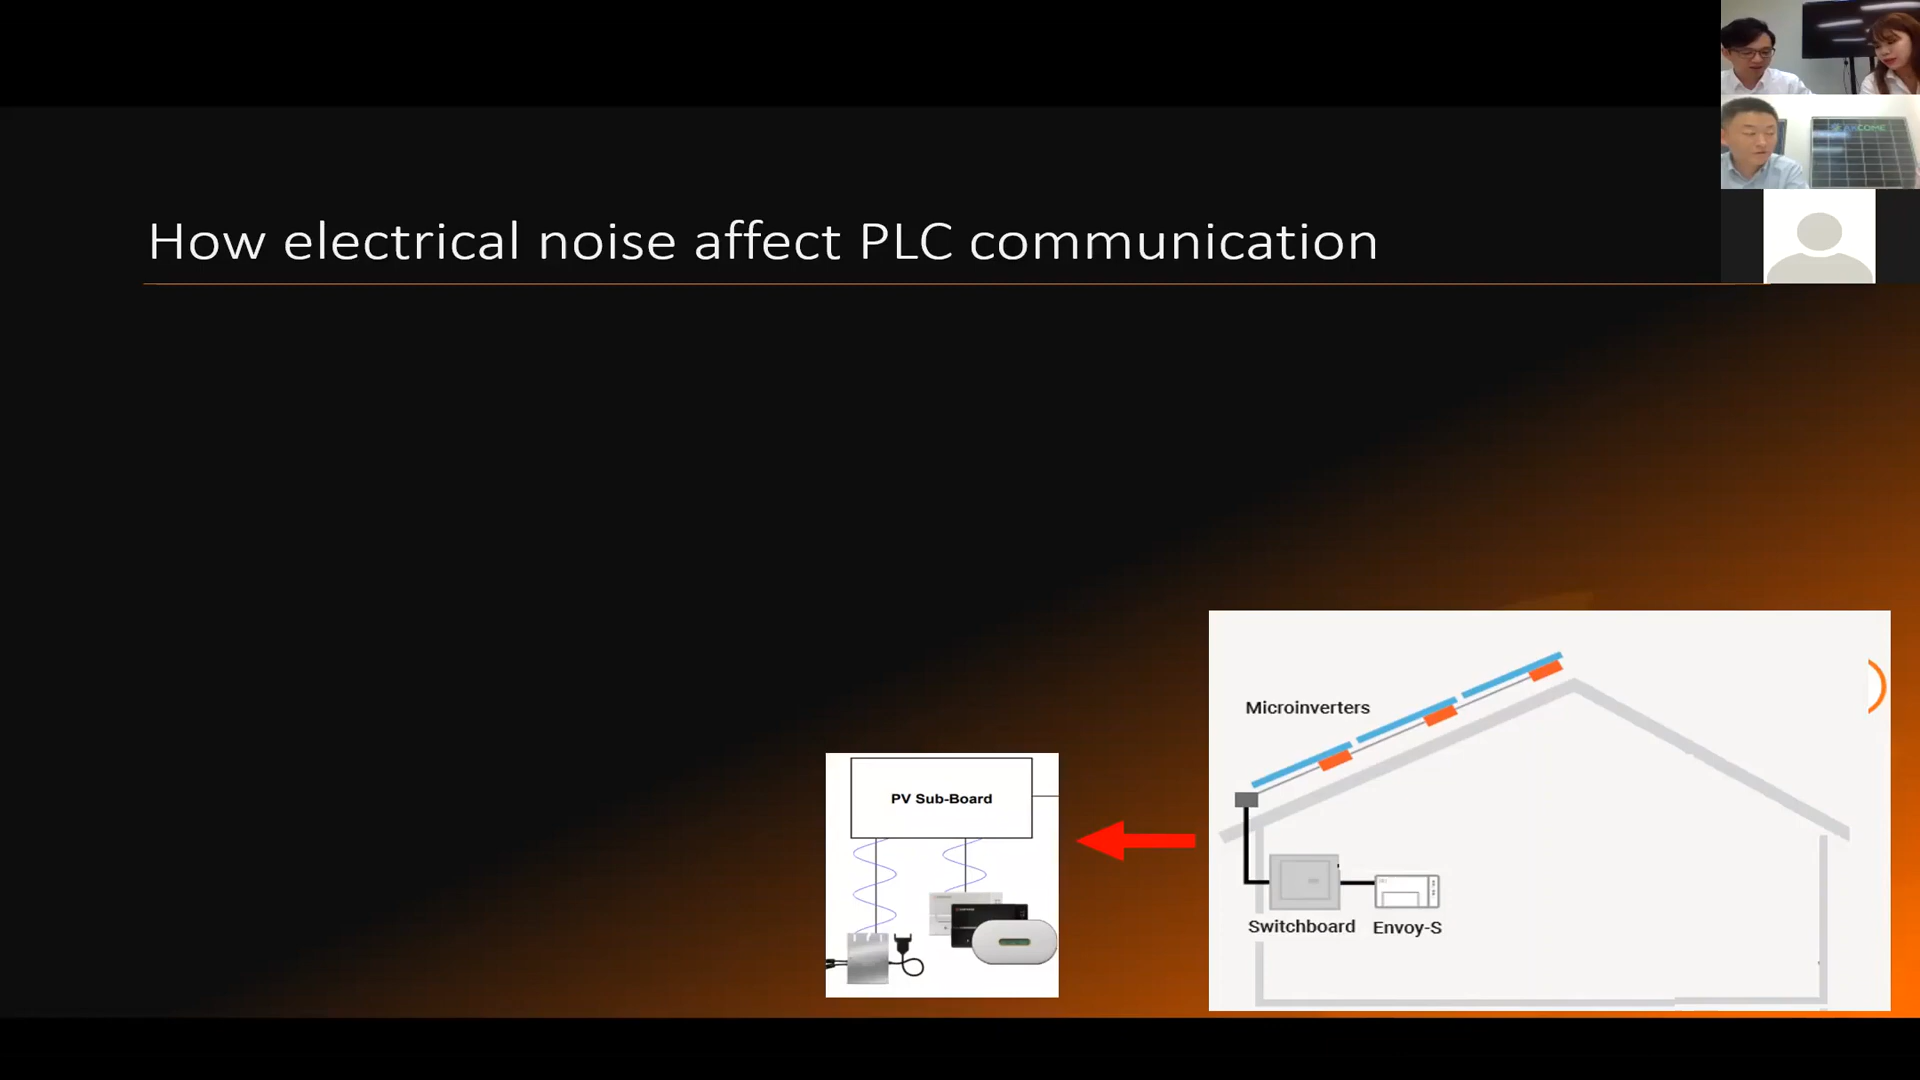 How electrical noise affect PLC communication
Microinverters
PV Sub-Board
Switchboard
Envoy-S